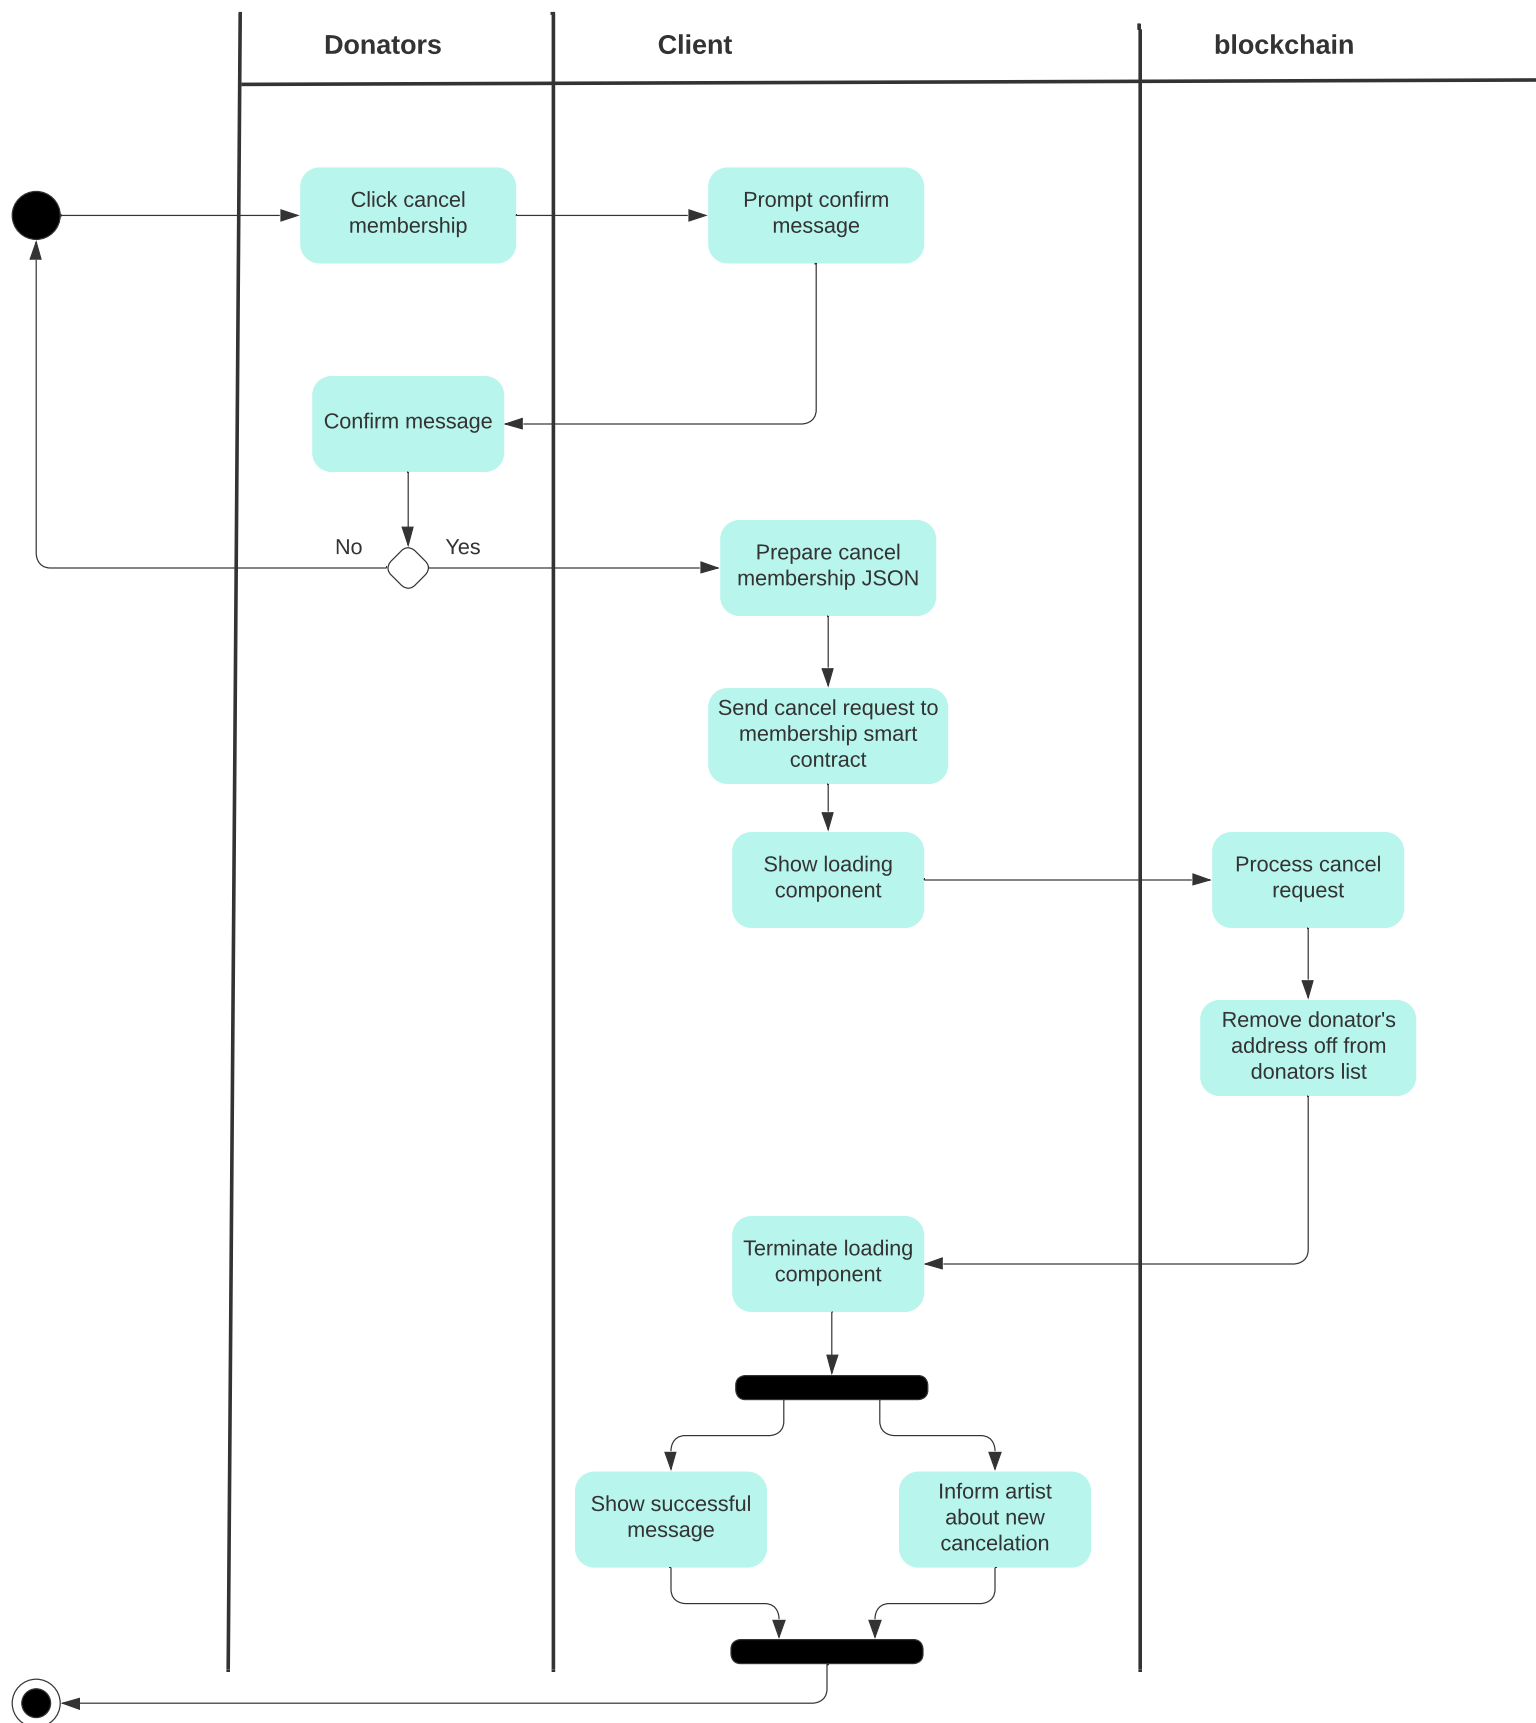 Donators
Client
blockchain
Click cancel
membership
Prompt confirm
message
Confirm message
No
Yes
Prepare cancel
membership JSON
Send cancel request to
membership smart
contract
Show loading
component
Process cancel
request
Remove donator's
address off from
donators list
Terminate loading
component
Show successful
message
Inform artist
about new
cancelation